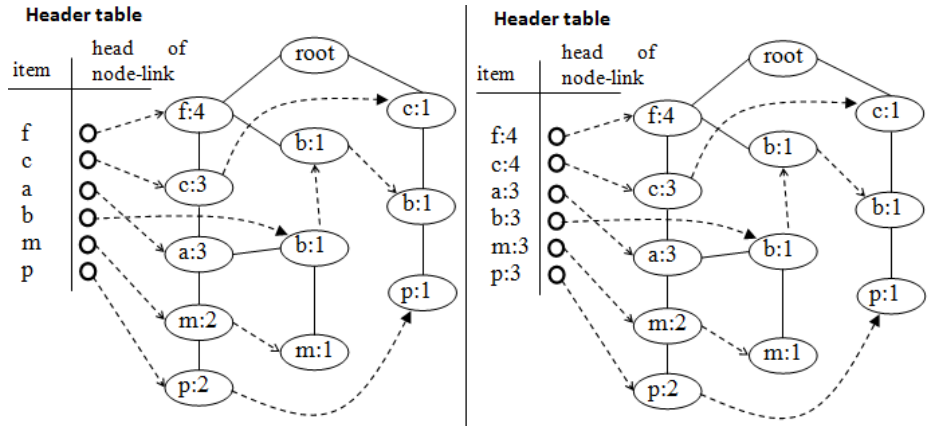 Header table
head of
item node-link
f
c
a
b
m
p
root
f:4
c:1
b:1
c:3
b:1
a:3
b:1
p:1
m:2
m:1
p:2
Header table
head of
item node-link
f:4
c:4
a:3
b:3
m:3
p:3
root
f:4
c:1
b:1
c:3
b:1
a:3
b:1
p:1
m:2
m:1
p:2